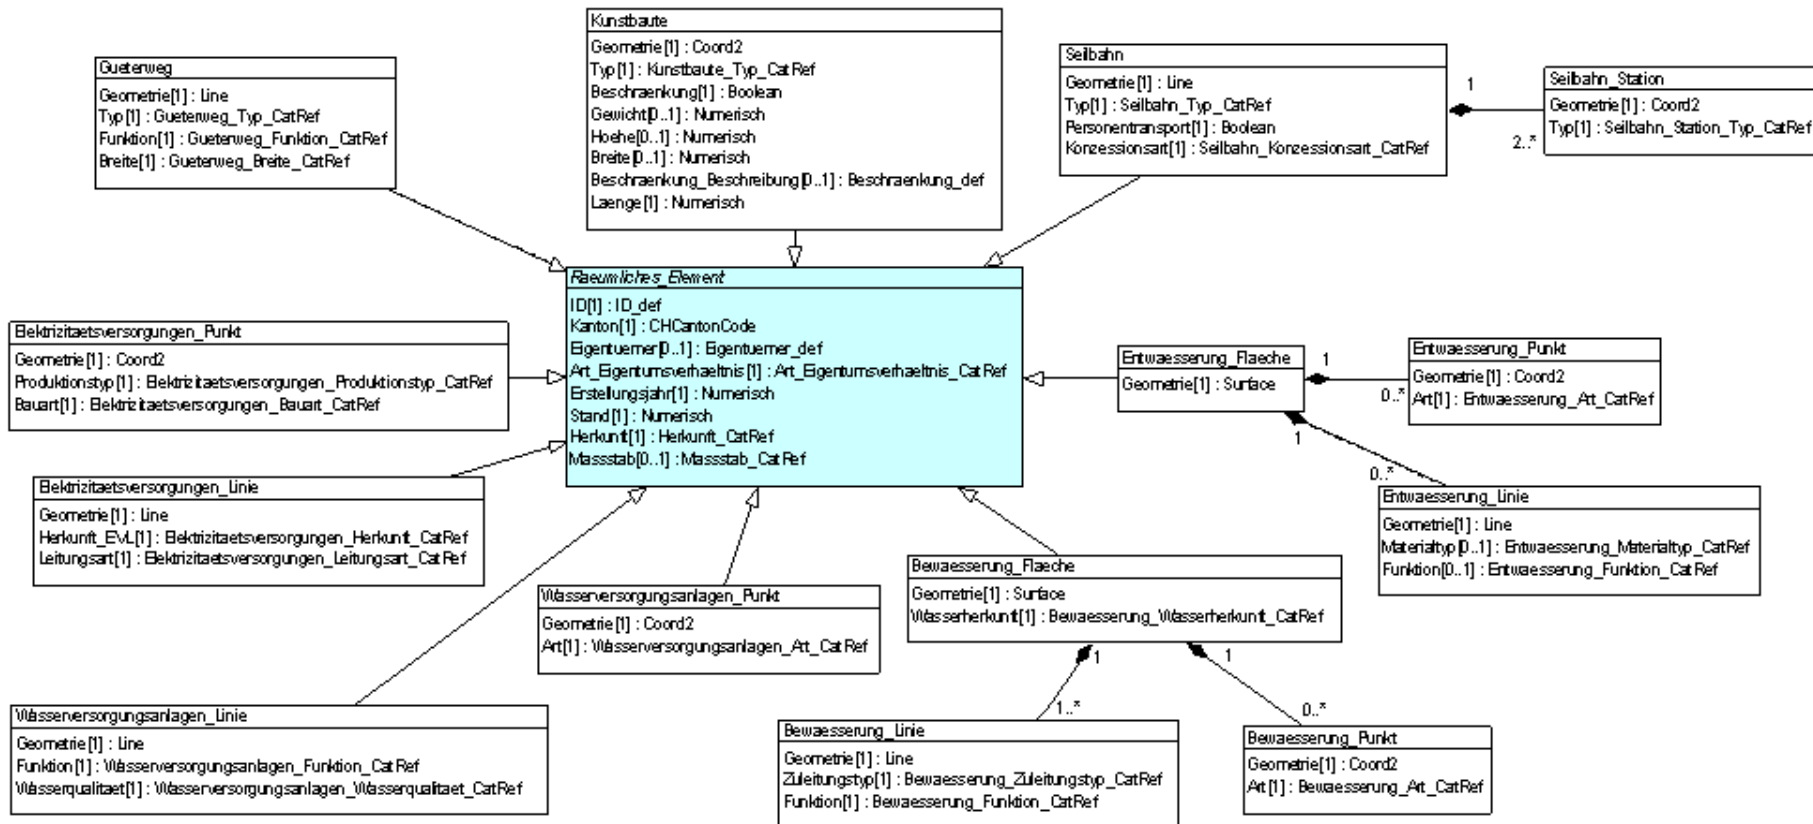 Kunstbaute
Geometrie[1] : Coord2
Typ[1] : Kunstbaute_Typ_CatRef
Beschraenkung[1] : Boolean
Gewicht[0..1] : Numerisch
Hoehe[0..1] : Numerisch
Breite[0..1] : Numerisch
Beschraenkung_Beschreibung[0..1] : Beschraenkung_def
Laenge[1] : Numerisch
Gueterweg
Geometrie[1] : Line
Typ[1] : Gueterweg_Typ_CatRef
Funktion[1] : Gueterweg_Funktion_CatRef
Breite[1] : Gueterweg_Breite_CatRef
Seilbahn
Geometrie[1] : Line
Typ[1] : Seilbahn_Typ_CatRef
Personentransport[1] : Boolean
Konzessionsart[1] : Seilbahn_Konzessionsart_CatRef
1
2..*
Seilbahn_Station
Geometrie[1] : Coord2
Typ[1] : Seilbahn_Station_Typ_CatRef
Raeumliches_Element
ID[1] : ID_def
Kanton[1] : CHCantonCode
Eigentuemer[0..1] : Eigentuemer_def
Art_Eigentumsverhaeltnis[1] : Art_Eigentumsverhaeltnis_CatRef
Erstellungsjahr[1] : Numerisch
Stand[1] : Numerisch
Herkunft[1] : Herkunft_CatRef
Massstab[0..1] : Massstab_CatRef
Elektrizitaetsversorgungen_Punkt
Geometrie[1] : Coord2
Produktionstyp[1] : Elektrizitaetsversorgungen_Produktionstyp_CatRef
Bauart[1] : Elektrizitaetsversorgungen_Bauart_CatRef
Entwaesserung_Flaeche
Geometrie[1] : Surface
1
0..*
Entwaesserung_Punkt
Geometrie[1] : Coord2
Art[1] : Entwaesserung_Art_CatRef
1
0..*
Elektrizitaetsversorgungen_Linie
Geometrie[1] : Line
Herkunft_EVL[1] : Elektrizitaetsversorgungen_Herkunft_CatRef
Leitungsart[1] : Elektrizitaetsversorgungen_Leitungsart_CatRef
Entwaesserung_Linie
Geometrie[1] : Line
Materialtyp[0..1] : Entwaesserung_Materialtyp_CatRef
Funktion[0..1] : Entwaesserung_Funktion_CatRef
Wasserversorgungsanlagen_Punkt
Geometrie[1] : Coord2
Art[1] : Wasserversorgungsanlagen_Art_CatRef
Bewaesserung_Flaeche
Geometrie[1] : Surface
Wasserherkunft[1] : Bewaesserung_Wasserherkunft_CatRef
1
1..*
1
0..*
Wasserversorgungsanlagen_Linie
Geometrie[1] : Line
Funktion[1] : Wasserversorgungsanlagen_Funktion_CatRef
Wasserqualitaet[1] : Wasserversorgungsanlagen_Wasserqualitaet_CatRef
Bewaesserung_Linie
Geometrie[1] : Line
Zuleitungstyp[1] : Bewaesserung_Zuleitungstyp_CatRef
Funktion[1] : Bewaesserung_Funktion_CatRef
Bewaesserung_Punkt
Geometrie[1] : Coord2
Art[1] : Bewaesserung_Art_CatRef